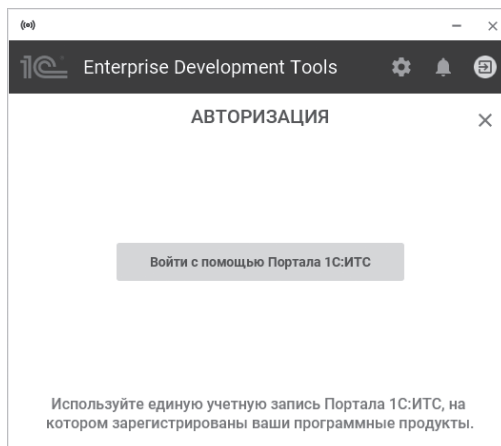 1С Enterprise Development Tools
АВТОРИЗАЦИЯ
Войти с помощью Портала 1С:ИТС
Используйте единую учетную запись Портала 1С:ИТС, на
котором зарегистрированы ваши программные продукты.